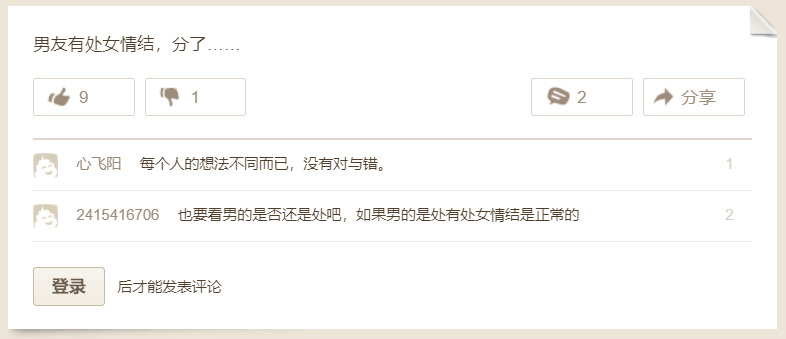 男友有处女情结，分了……
9 1 2 分享
心飞阳 每个人的想法不同而已，没有对与错。 1
2415416706 也要看男的是否还是处吧，如果男的是处有处女情结是正常的 2
登录 后才能发表评论